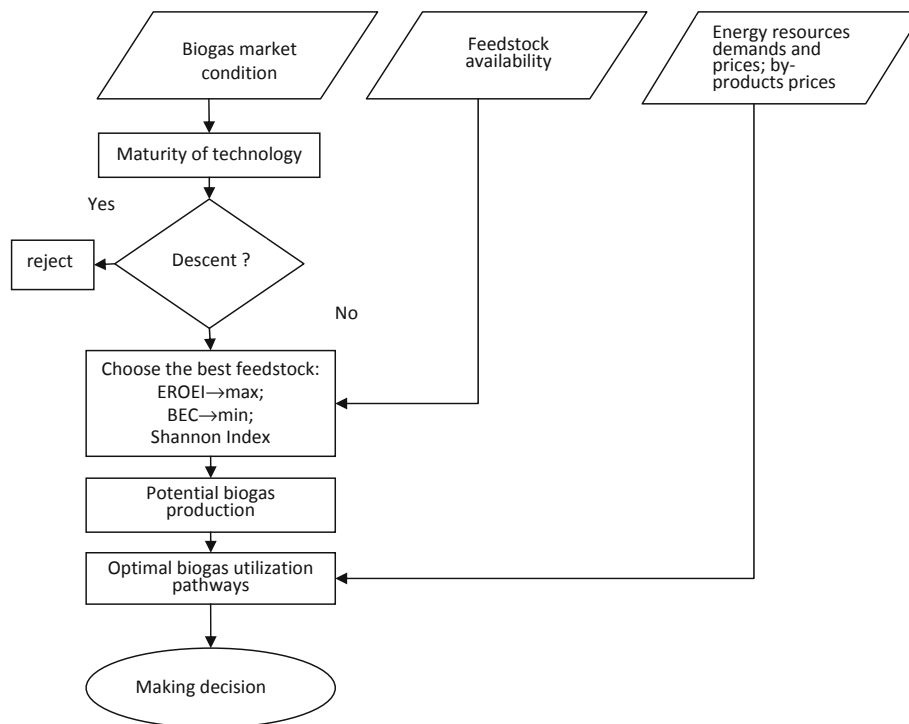 Biogas market
condition
Feedstock
availability
Energy resources
demands and
prices; by-
products prices
Maturity of technology
Yes
reject
Descent ?
No
Choose the best feedstock:
EROEI→max;
BEC→min;
Shannon Index
Potential biogas
production
Optimal biogas utilization
pathways
Making decision